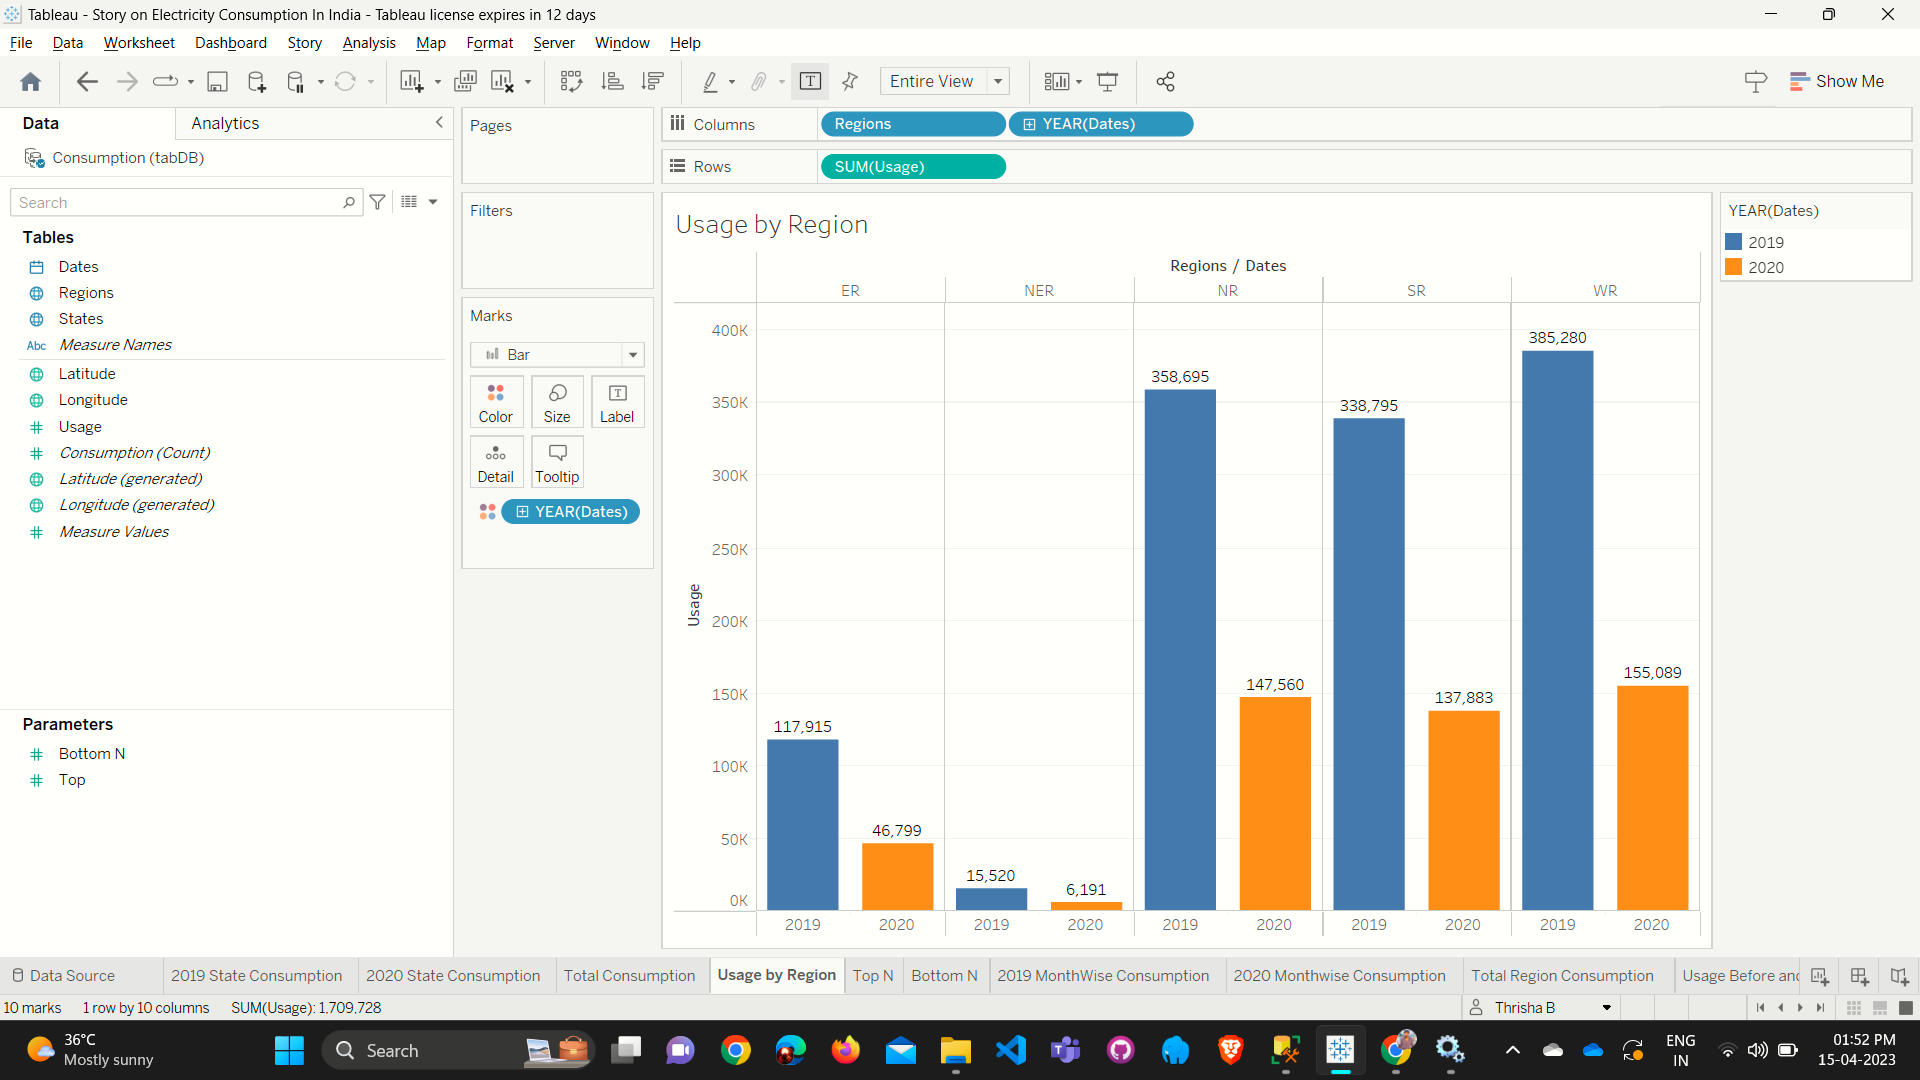 Tableau - Story on Electricity Consumption In India - Tableau license expires in 12 days
File Data Worksheet Dashboard Story Analysis Map Format Server Window Help
Entire View
Show Me
Data
Analytics
Consumption (tabDB)
Search
Tables
Dates
Regions
States
Abc Measure Names
Latitude
Longitude
Usage
Consumption (Count)
Latitude (generated)
Longitude (generated)
Measure Values
Parameters
Bottom N
Top
Pages
Filters
Marks
Bar
Color Size Label
Detail Tooltip
YEAR(Dates)
Columns Regions YEAR(Dates)
Rows SUM(Usage)
Usage by Region
Regions / Dates
ER NER NR SR WR
Usage
400K
350K
300K
250K
200K
150K
100K
50K
0K
117,915
46,799
15,520
6,191
358,695
147,560
338,795
137,883
385,280
155,089
2019 2020 2019 2020 2019 2020 2019 2020 2019 2020
YEAR(Dates)
2019
2020
Data Source 2019 State Consumption 2020 State Consumption Total Consumption Usage by Region Top N Bottom N 2019 MonthWise Consumption 2020 Monthwise Consumption Total Region Consumption Usage Before and
10 marks 1 row by 10 columns SUM(Usage): 1,709,728
Thrisha B
36°C
Mostly sunny
Search
ENG
IN
01:52 PM
15-04-2023